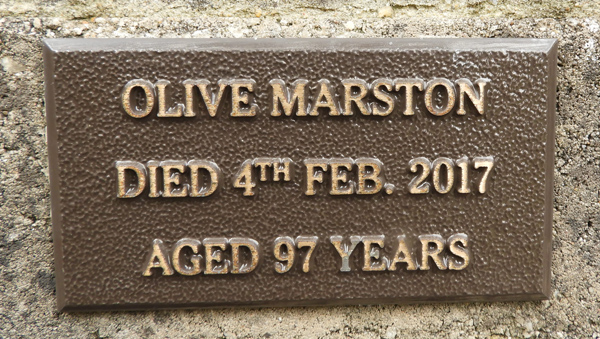 OLIVE MARSTON
DIED 4TH FEB. 2017
AGED 97 YEARS